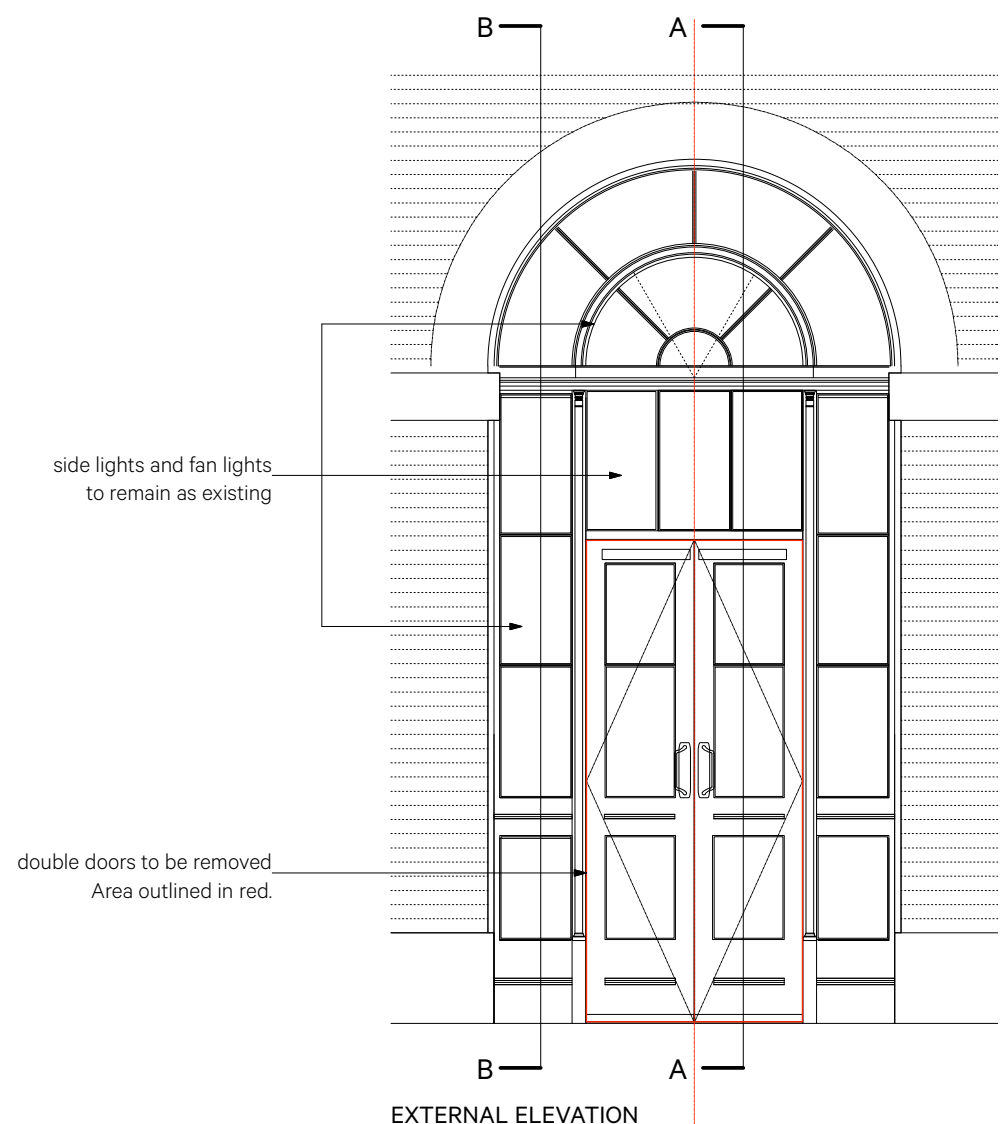 B
A
side lights and fan lights
to remain as existing
double doors to be removed
Area outlined in red.
B
A
EXTERNAL ELEVATION